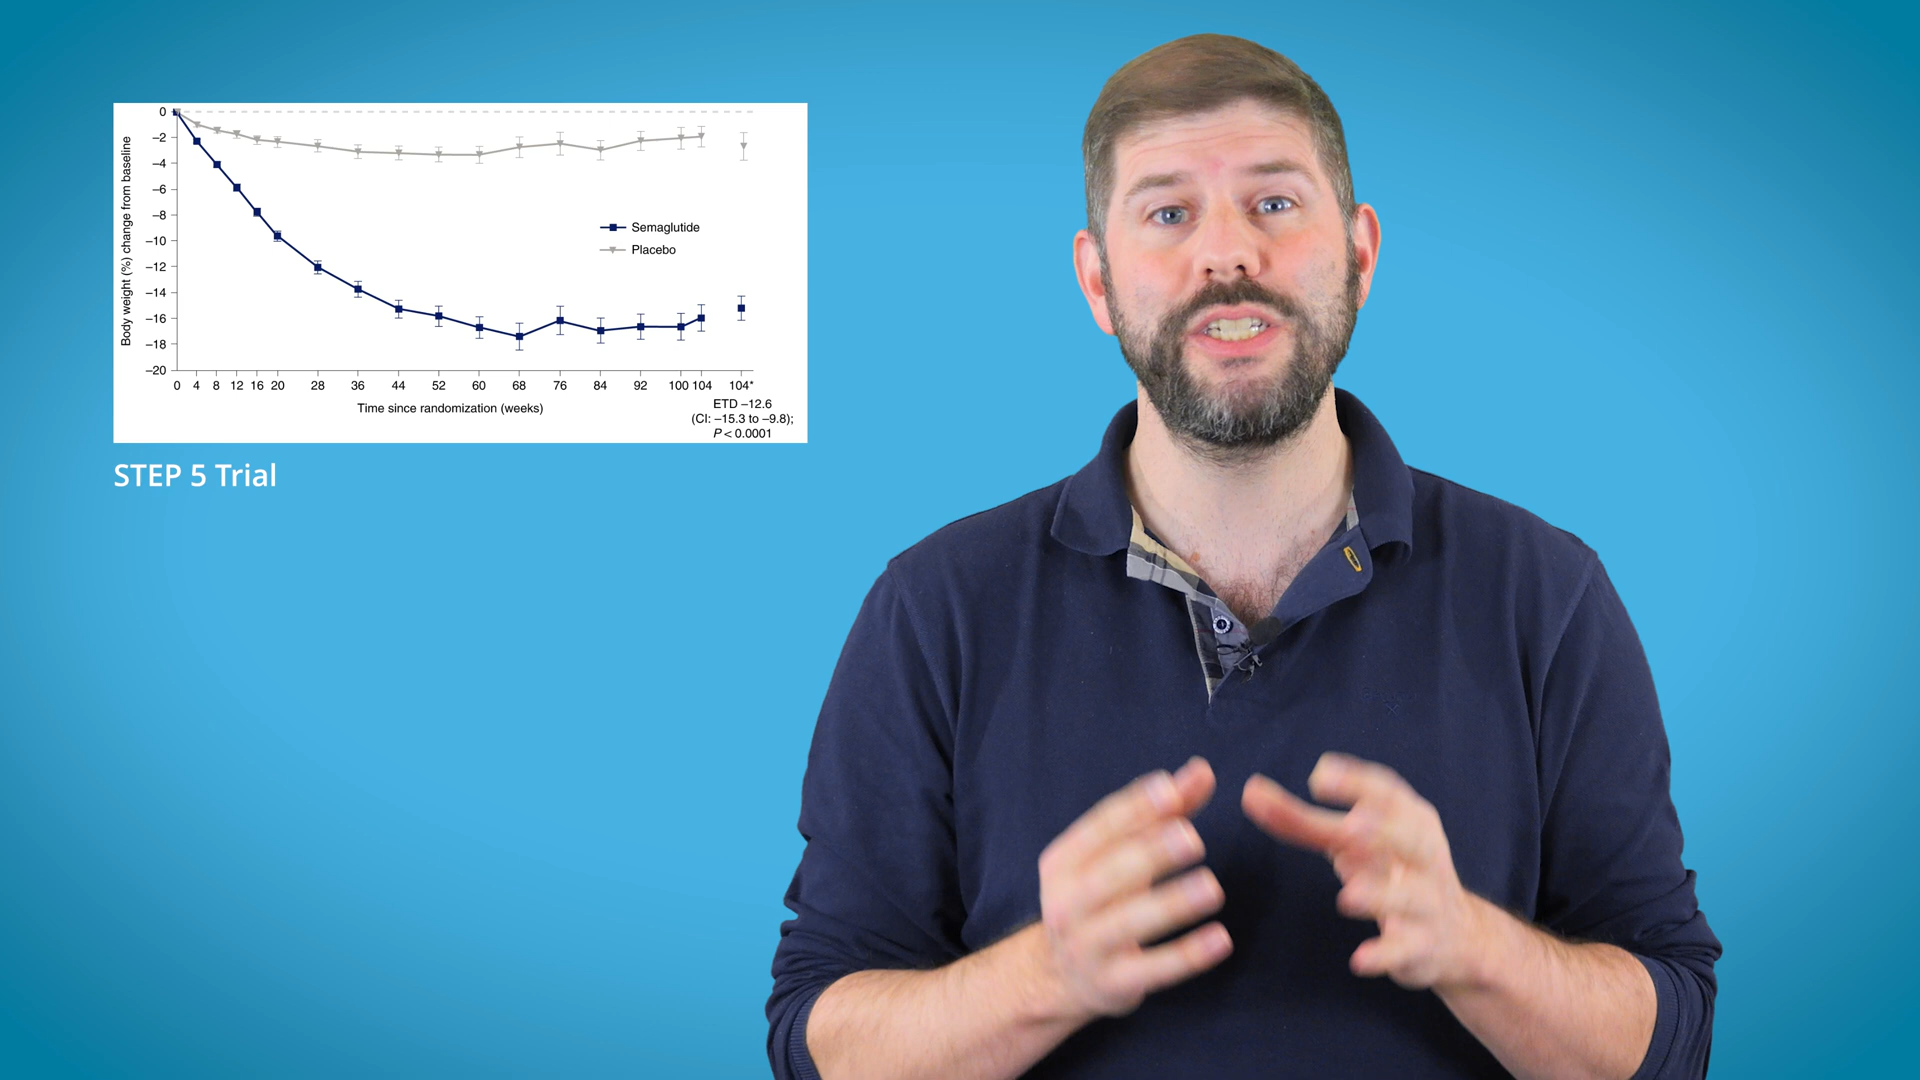 0
–2
–4
–6
–8
–10
–12
–14
–16
–18
–20
Body weight (%) change from baseline
Semaglutide
Placebo
0 4 8 12 16 20 28 36 44 52 60 68 76 84 92 100 104 104*
Time since randomization (weeks)
ETD –12.6
(CI: –15.3 to –9.8);
P < 0.0001
STEP 5 Trial